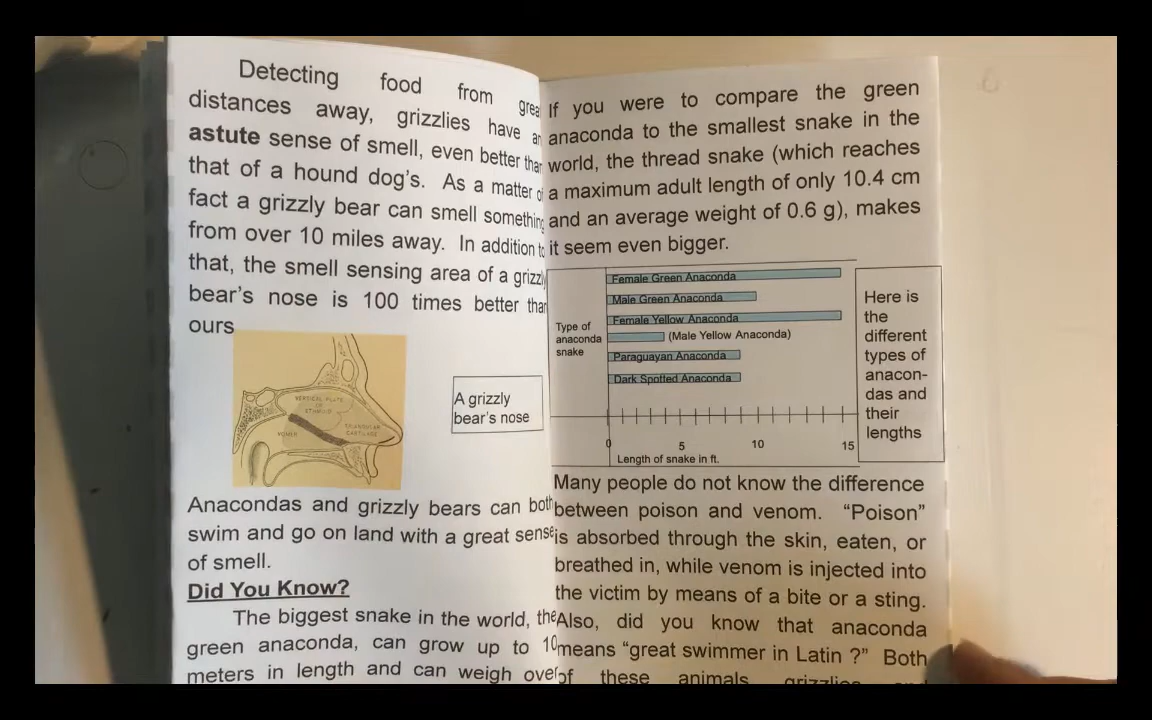 Detecting food from
distances away, grizzlies have
astute sense of smell, even better than
that of a hound dog's. As a matter
fact a grizzly bear can smell something
from over 10 miles away. In addition to
that, the smell sensing area of a grizzly
bear's nose is 100 times better than
ours
VERTICAL PLATE
OF
ETHMOID
VOMER
TRIANGULAR
CARTILAGE
A grizzly
bear's nose
Anacondas and grizzly bears can both
swim and go on land with a great sense
of smell.
Did You Know?
The biggest snake in the world, the
green anaconda, can grow up to 10
meters in length and can weigh over
If you were to compare the green
anaconda to the smallest snake in the
world, the thread snake (which reaches
a maximum adult length of only 10.4 cm
and an average weight of 0.6 g), makes
it seem even bigger.
Type of
anaconda
snake
Female Green Anaconda
Male Green Anaconda
Female Yellow Anaconda
(Male Yellow Anaconda)
Paraguayan Anaconda
Dark Spotted Anaconda
0 5 10 15
Length of snake in ft.
Here is
the
different
types of
anacon-
das and
their
lengths
Many people do not know the difference
between poison and venom. “Poison”
is absorbed through the skin, eaten, or
breathed in, while venom is injected into
the victim by means of a bite or a sting.
Also, did you know that anaconda
means “great swimmer in Latin ?” Both
of these animals, grizzlies and